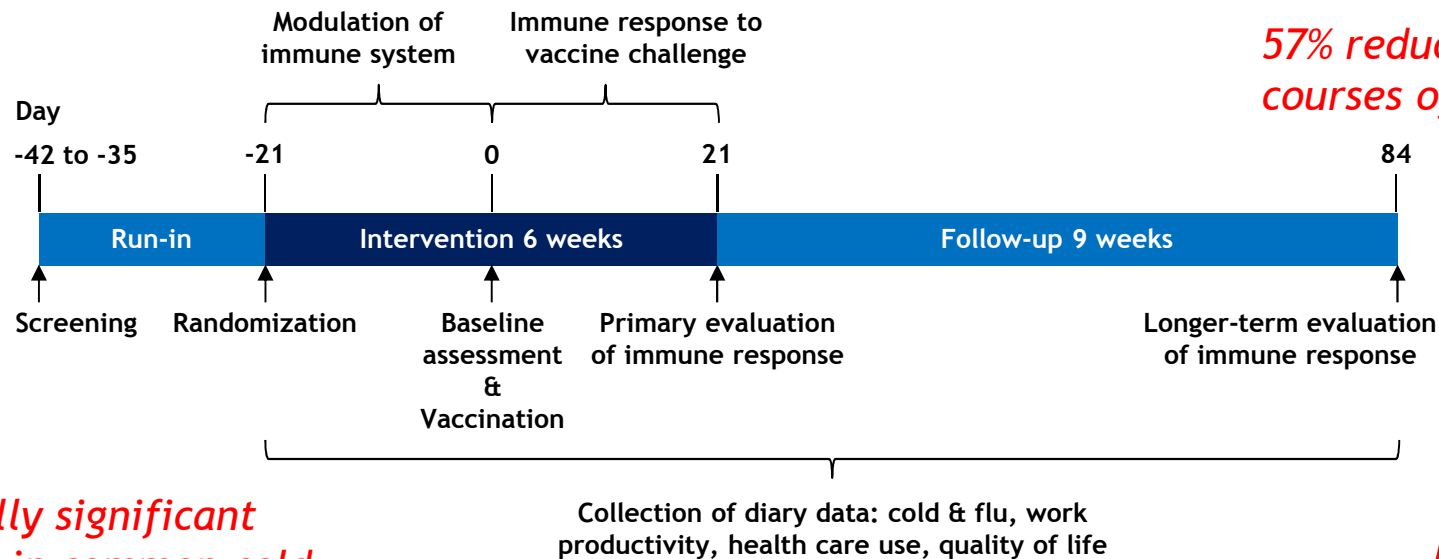 Modulation of
immune system
Immune response to
vaccine challenge
57% reduc
courses o
Day
-42 to -35
-21
0
21
84
Run-in
Intervention 6 weeks
Follow-up 9 weeks
Screening
Randomization
Baseline
assessment
&
Vaccination
Primary evaluation
of immune response
Longer-term evaluation
of immune response
lly significant
in common cold
Collection of diary data: cold & flu, work
productivity, health care use, quality of life